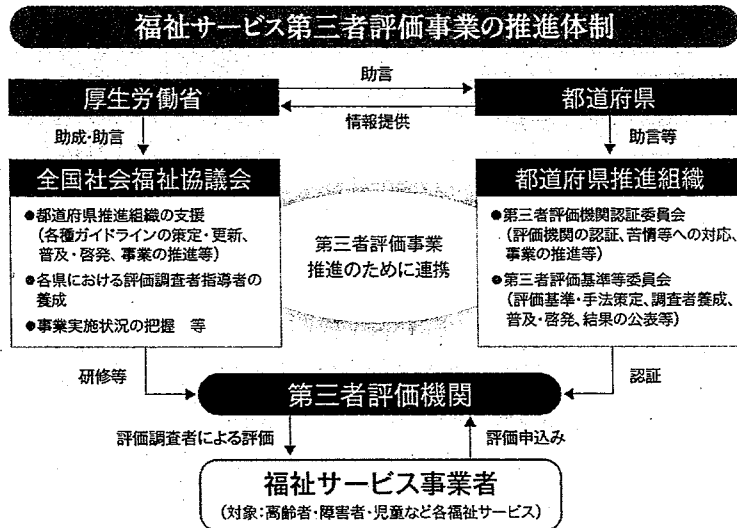 福祉サービス第三者評価事業の推進体制
助言
厚生労働省
都道府県
情報提供
助成・助言
助言等
全国社会福祉協議会
●都道府県推進組織の支援
(各種ガイドラインの策定・更新、
普及・啓発、事業の推進等)
●各県における評価調査者指導者の
養成
●事業実施状況の把握 等
第三者評価事業
推進のために連携
都道府県推進組織
●第三者評価機関認証委員会
(評価機関の認証、苦情等への対応、
事業の推進等)
●第三者評価基準等委員会
(評価基準・手法策定、調査者養成、
普及・啓発、結果の公表等)
研修等
認証
第三者評価機関
評価調査者による評価
評価申込み
福祉サービス事業者
(対象:高齢者・障害者・児童など各福祉サービス)